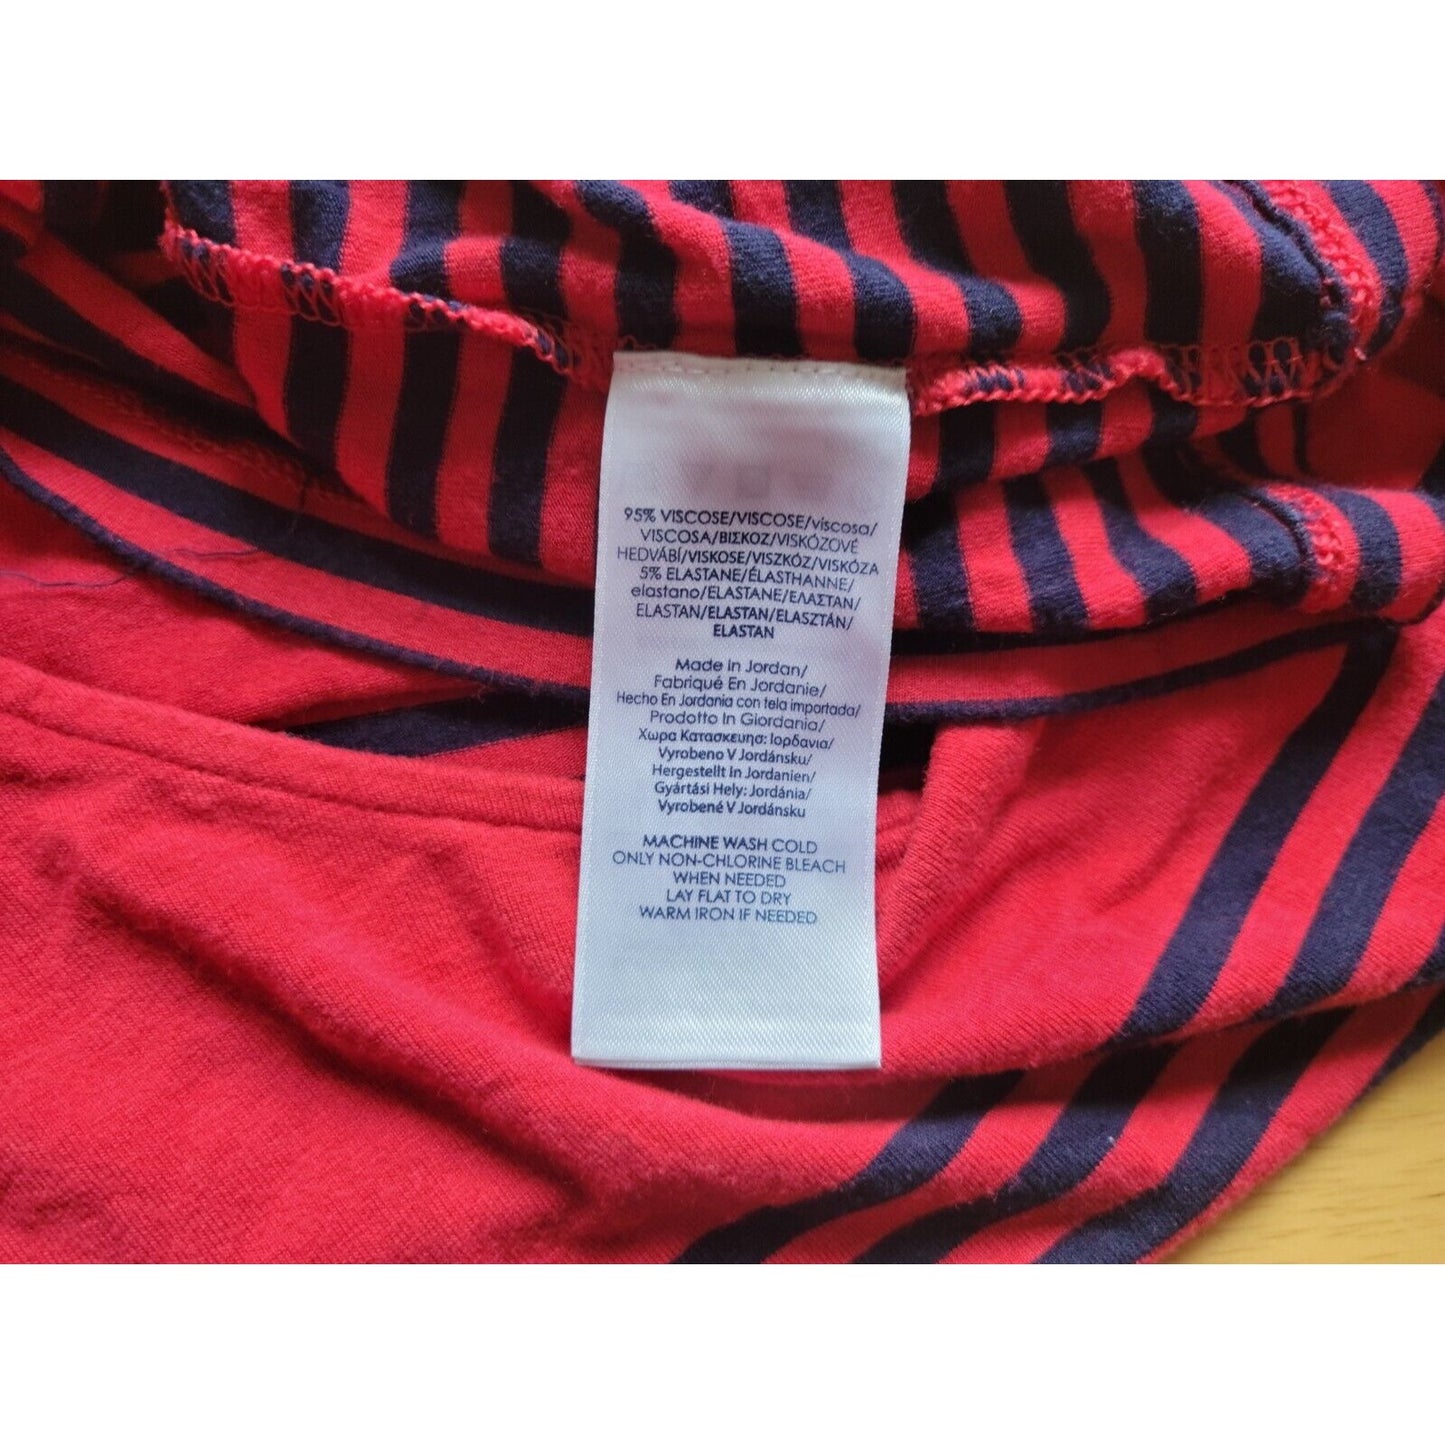 95% VISCOSE/VISCOSE/viscosa/
VISCOSA/ΒΙΣΚΟΖ/VISKÓZOVÉ
HEDVÁBÍ/VISKOSE/VISZKÓZ/VISKÓZA
5% ELASTANE/ÉLASTHANNE/
elastano/ELASTANE/ΕΛΑΣΤΑΝ/
ELASTAN/ELASTAN/ELASZTÁN/
ELASTAN
Made In Jordan/
Fabriqué En Jordanie/
Hecho En Jordania con tela importada/
Prodotto In Giordania/
Χωρα Κατασκευησ: Ιορδανια/
Vyrobeno V Jordánsku/
Hergestellt In Jordanien/
Gyártási Hely: Jordánia/
Vyrobené V Jordánsku
MACHINE WASH COLD
ONLY NON-CHLORINE BLEACH
WHEN NEEDED
LAY FLAT TO DRY
WARM IRON IF NEEDED